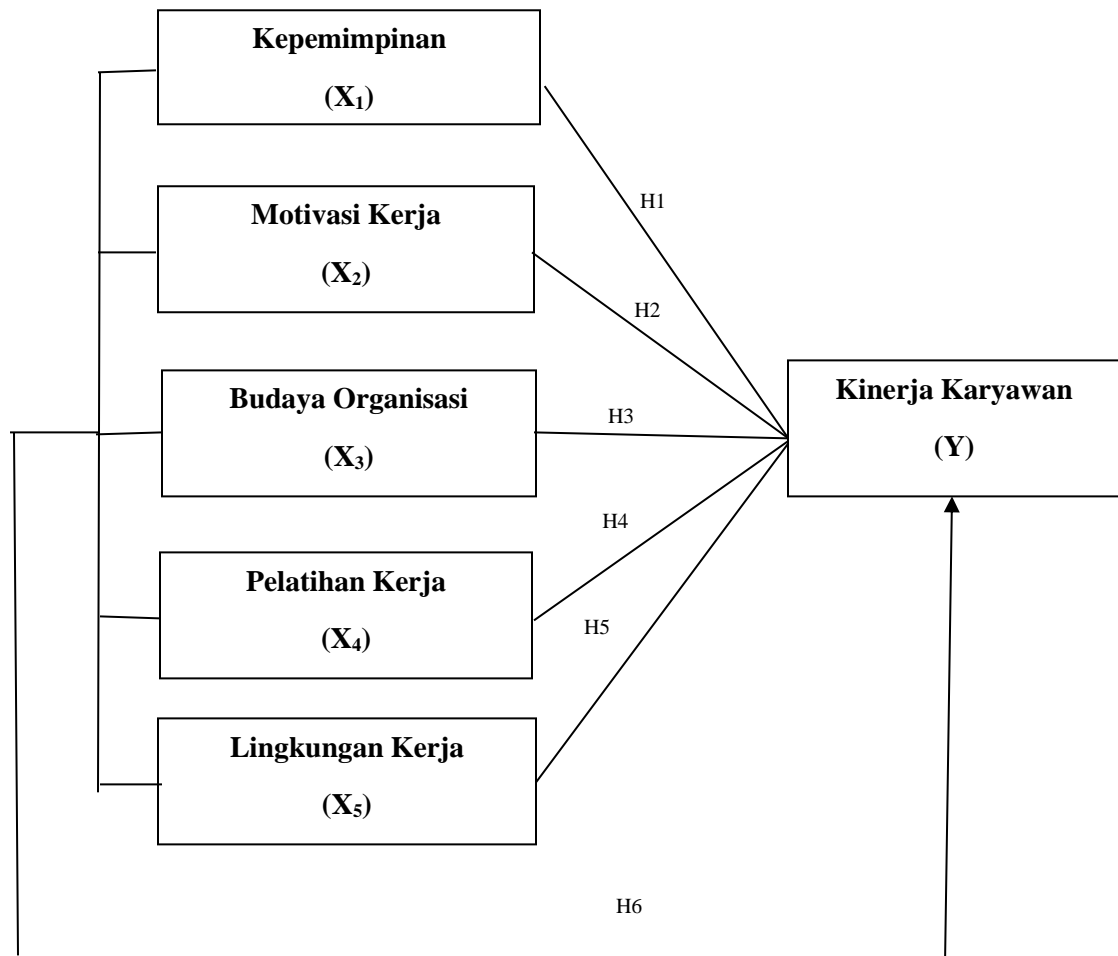 Kepemimpinan
(X₁)
H1
Motivasi Kerja
(X₂)
H2
Budaya Organisasi
(X₃)
H3
Kinerja Karyawan
(Y)
Pelatihan Kerja
(X₄)
H4
H5
Lingkungan Kerja
(X₅)
H6